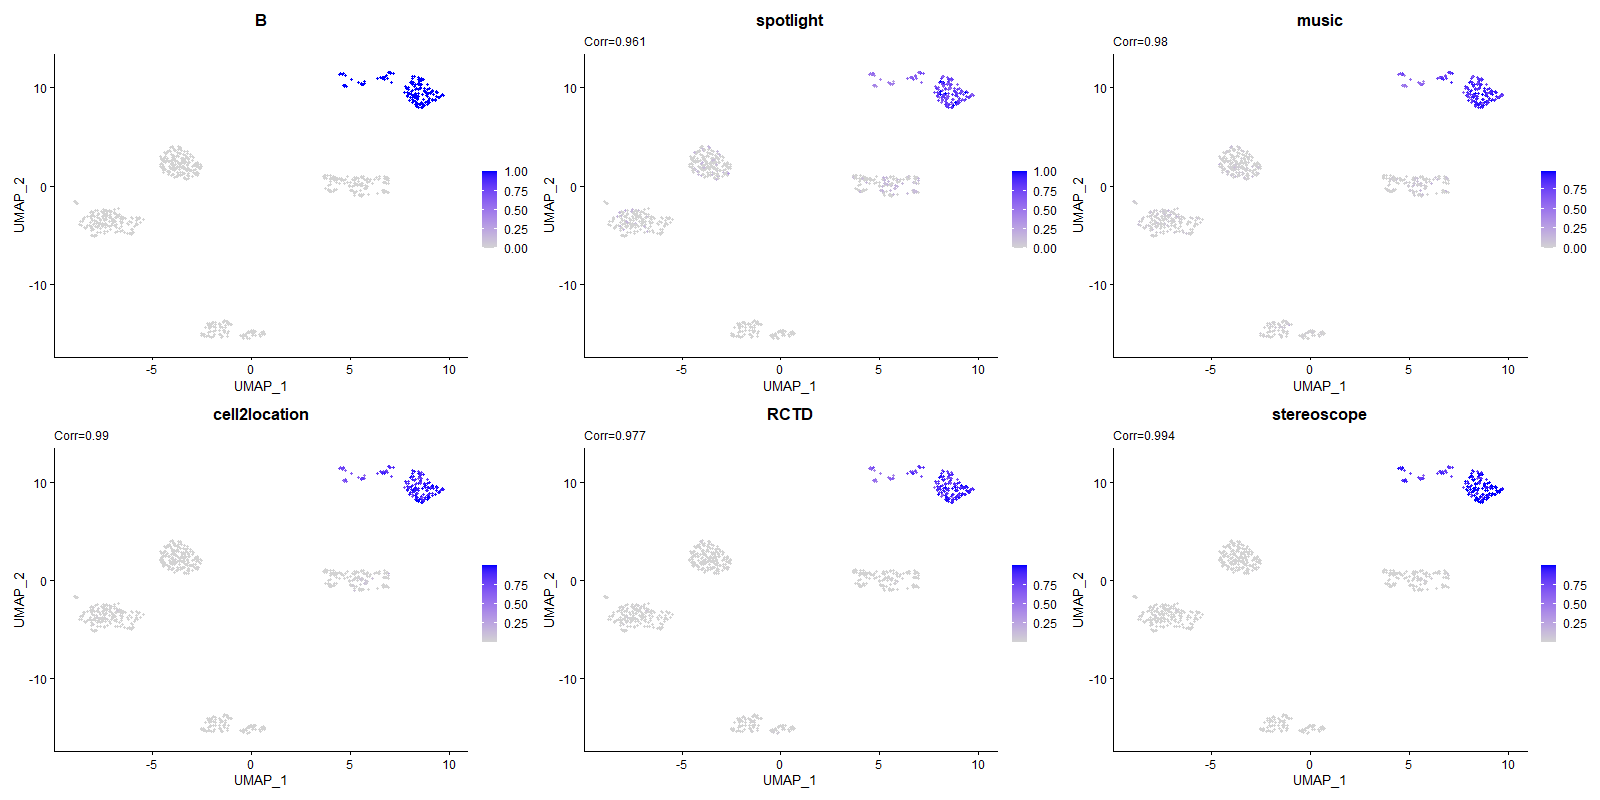 B
10
0
-10
UMAP_2
-5
0
5
10
UMAP_1
1.00
0.75
0.50
0.25
0.00
spotlight
Corr=0.961
10
0
-10
UMAP_2
-5
0
5
10
UMAP_1
1.00
0.75
0.50
0.25
0.00
music
Corr=0.98
10
0
-10
UMAP_2
-5
0
5
10
UMAP_1
0.75
0.50
0.25
0.00
cell2location
Corr=0.99
10
0
-10
UMAP_2
-5
0
5
10
UMAP_1
0.75
0.50
0.25
RCTD
Corr=0.977
10
0
-10
UMAP_2
-5
0
5
10
UMAP_1
0.75
0.50
0.25
stereoscope
Corr=0.994
10
0
-10
UMAP_2
-5
0
5
10
UMAP_1
0.75
0.50
0.25